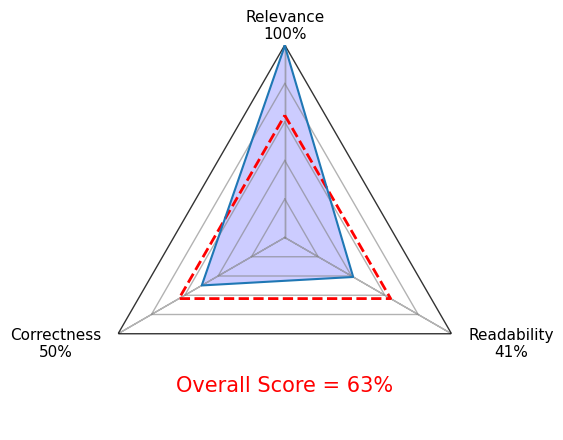 Relevance
100%
Correctness
50%
Readability
41%
Overall Score = 63%